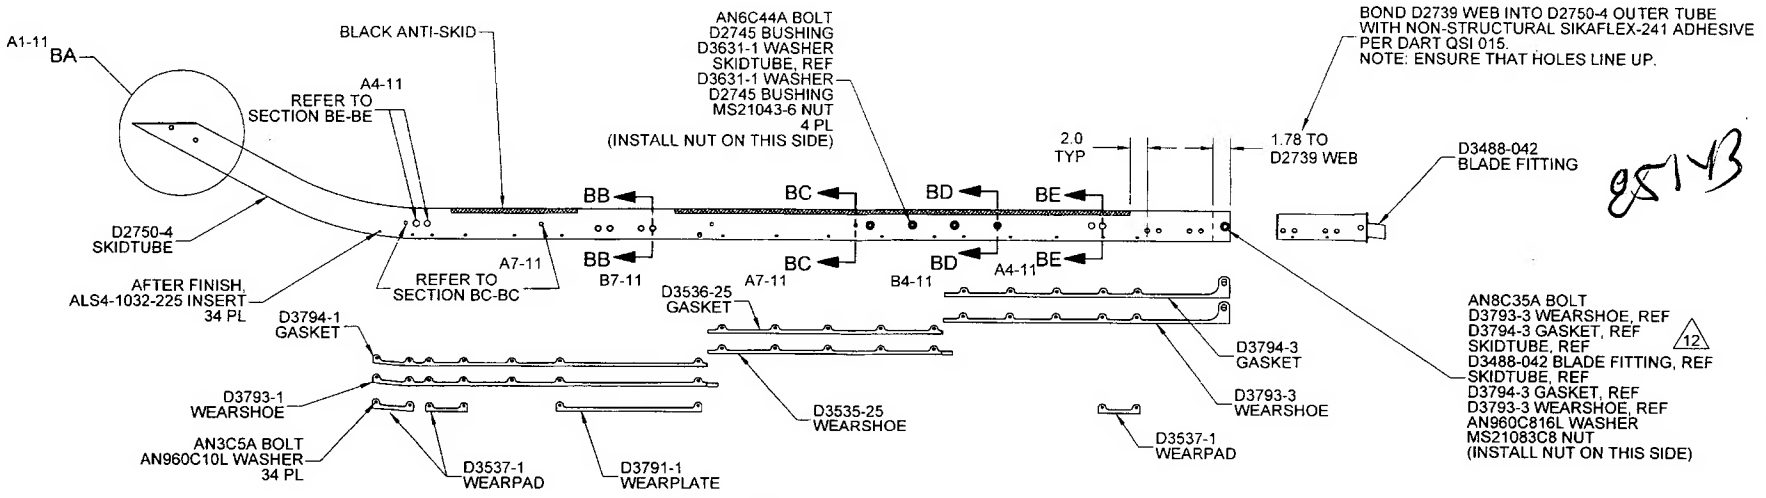 A1-11
BA
BLACK ANTI-SKID
A4-11
REFER TO
SECTION BE-BE
AN6C44A BOLT
D2745 BUSHING
D3631-1 WASHER
SKIDTUBE, REF
D3631-1 WASHER
D2745 BUSHING
MS21043-6 NUT
4 PL
(INSTALL NUT ON THIS SIDE)
BOND D2739 WEB INTO D2750-4 OUTER TUBE
WITH NON-STRUCTURAL SIKAFLEX-241 ADHESIVE
PER DART QSI 015.
NOTE: ENSURE THAT HOLES LINE UP.
2.0
TYP
1.78 TO
D2739 WEB
D3488-042
BLADE FITTING
BB
BC
BD
BE
D2750-4
SKIDTUBE
AFTER FINISH,
ALS4-1032-225 INSERT
34 PL
REFER TO
SECTION BC-BC
A7-11
BB
B7-11
BC
A7-11
BD
B4-11
BE
A4-11
D3794-1
GASKET
D3536-25
GASKET
D3794-3
GASKET
D3793-3
WEARSHOE
D3793-1
WEARSHOE
D3535-25
WEARSHOE
AN3C5A BOLT
AN960C10L WASHER
34 PL
D3537-1
WEARPAD
D3791-1
WEARPLATE
D3537-1
WEARPAD
AN8C35A BOLT
D3793-3 WEARSHOE, REF
D3794-3 GASKET, REF
SKIDTUBE, REF
D3488-042 BLADE FITTING, REF
SKIDTUBE, REF
D3794-3 GASKET, REF
D3793-3 WEARSHOE, REF
AN960C816L WASHER
MS21083C8 NUT
(INSTALL NUT ON THIS SIDE)
12